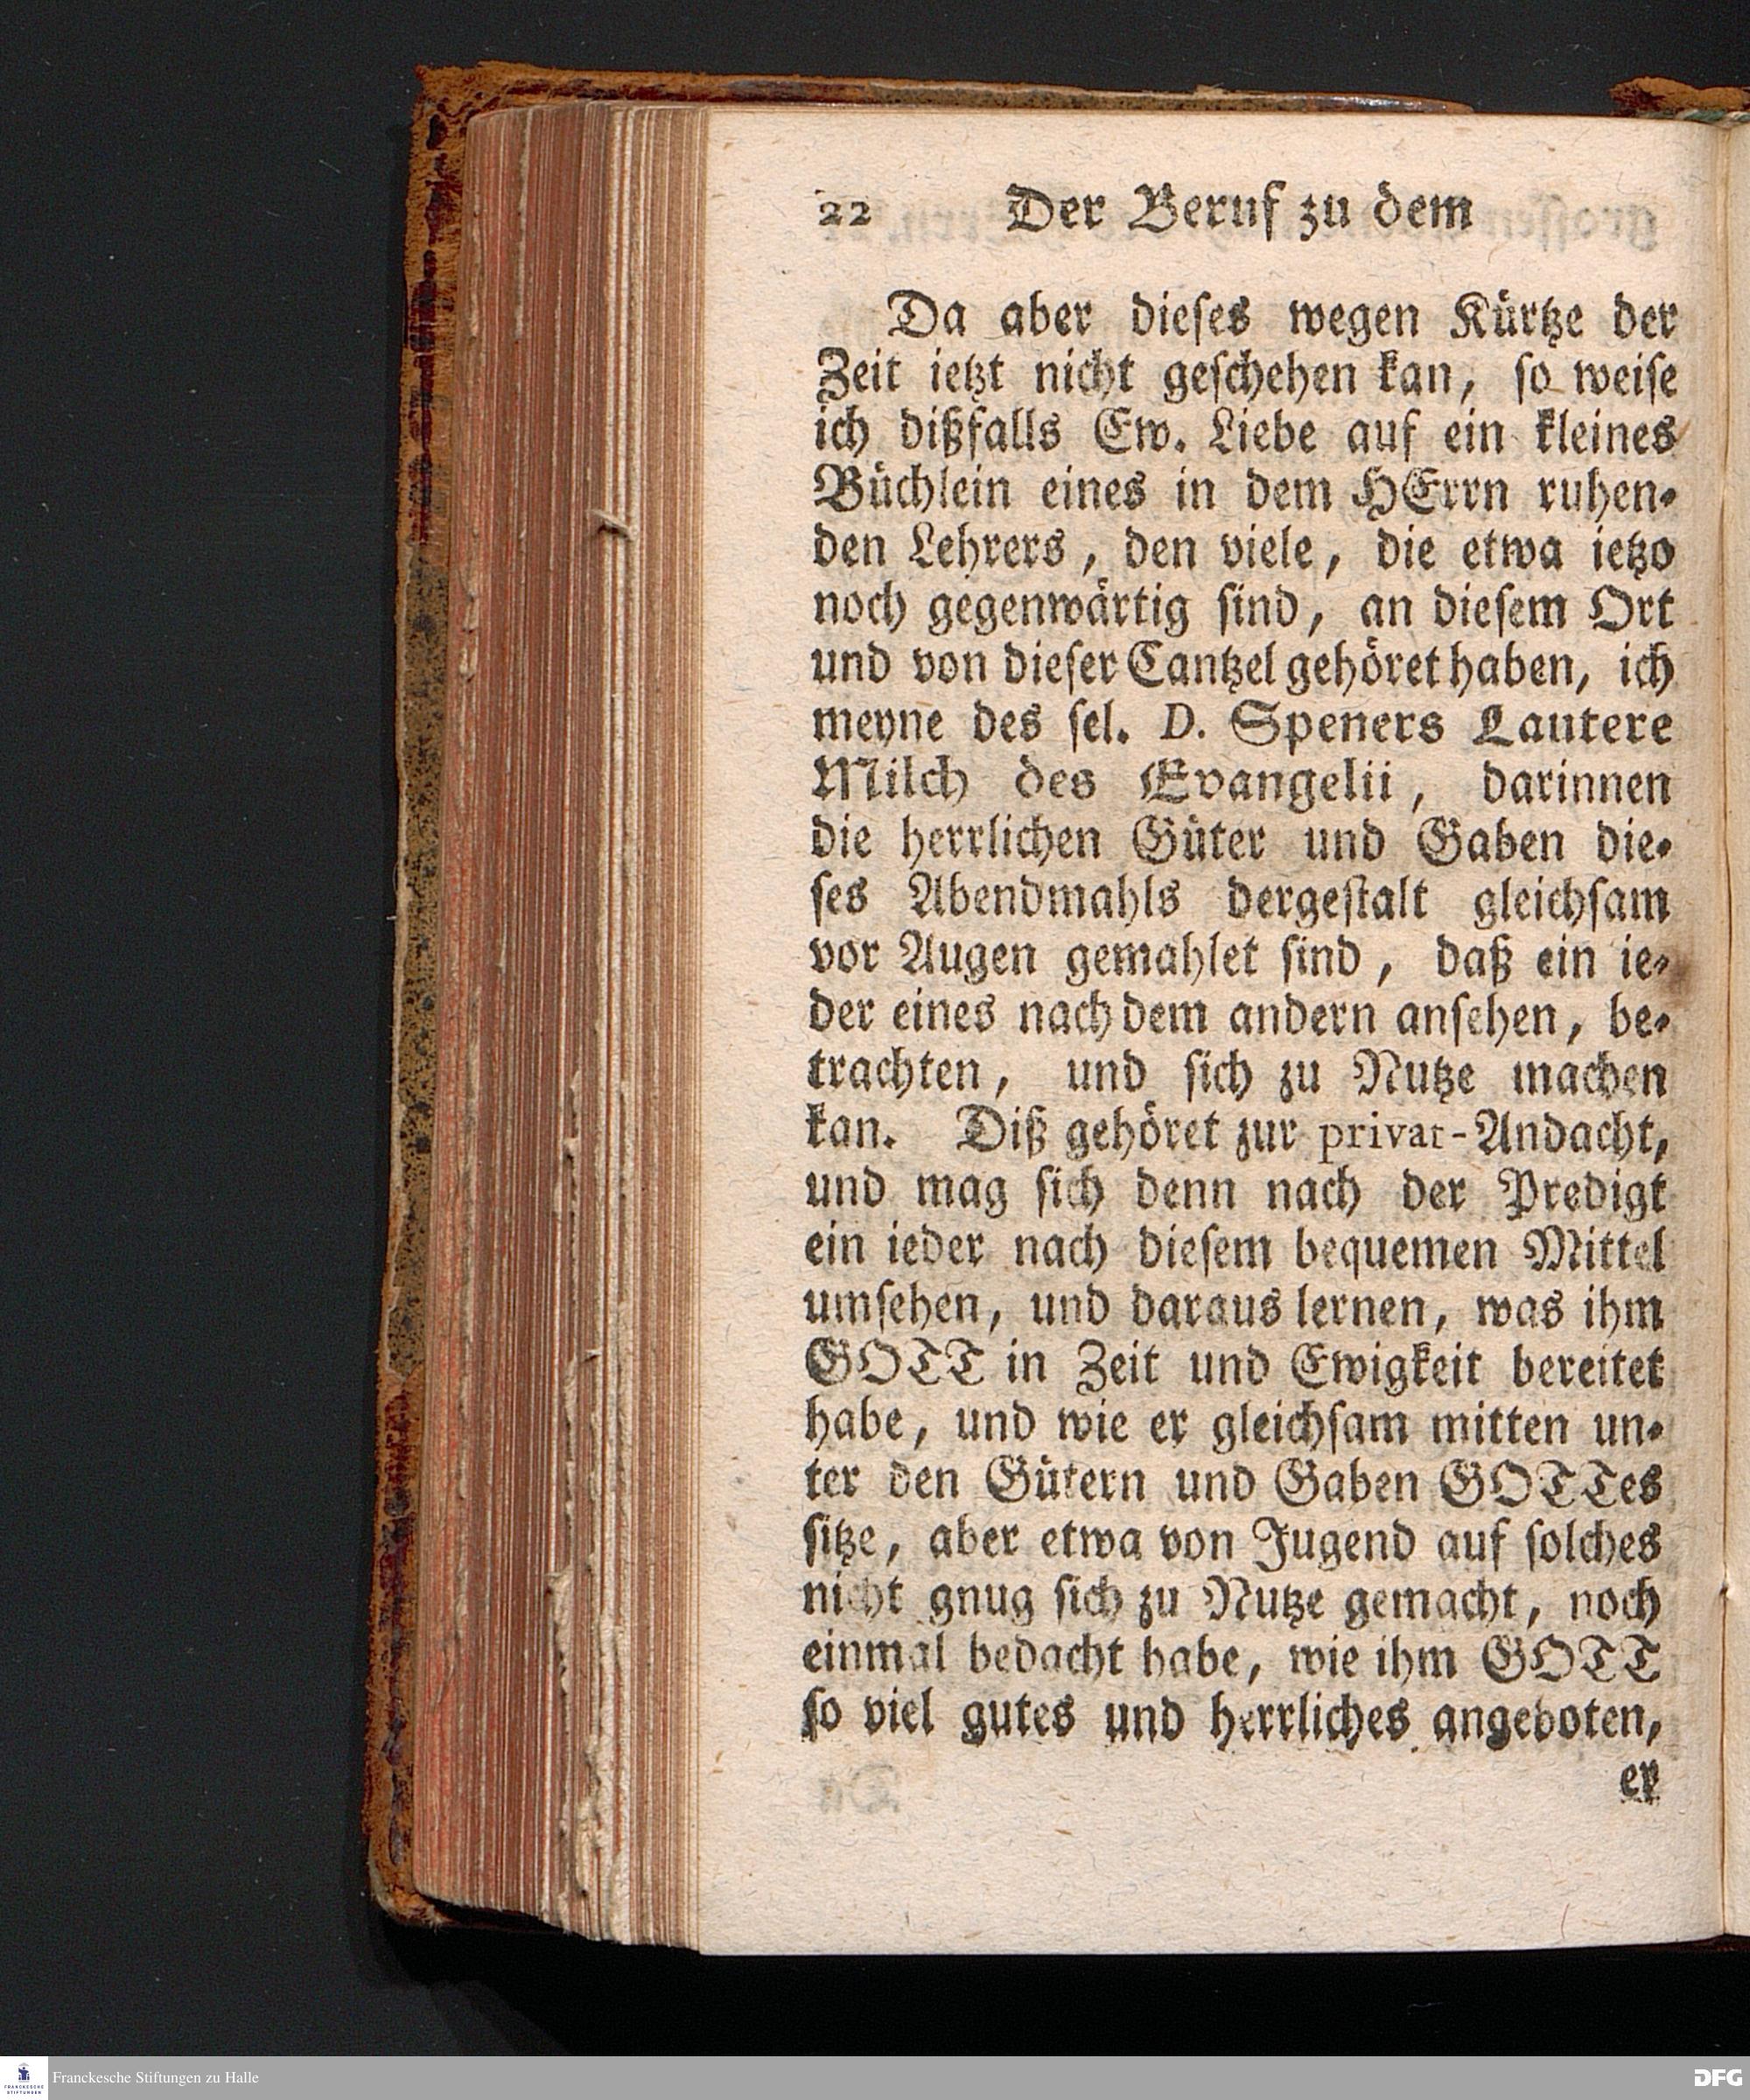 22 Der Beruf zu dem
Da aber dieſes wegen Kürtze der
Zeit ietzt nicht geſchehen kan, ſo weiſe
ich dißfalls Ew. Liebe auf ein kleines
Büchlein eines in dem HErrn ruhen-
den Lehrers, den viele, die etwa ietzo
noch gegenwärtig ſind, an dieſem Ort
und von dieſer Cantzel gehöret haben, ich
meyne des ſel. D. Speners Lautere
Milch des Evangelii, darinnen
die herrlichen Güter und Gaben die-
ſes Abendmahls dergeſtalt gleichſam
vor Augen gemahlet ſind, daß ein ie-
der eines nach dem andern anſehen, be-
trachten, und ſich zu Nutze machen
kan. Diß gehöret zur privat-Andacht,
und mag ſich denn nach der Predigt
ein ieder nach dieſem bequemen Mittel
umſehen, und daraus lernen, was ihm
GOTT in Zeit und Ewigkeit bereitet
habe, und wie er gleichſam mitten un-
ter den Gütern und Gaben GOTTes
ſitze, aber etwa von Jugend auf ſolches
nicht gnug ſich zu Nutze gemacht, noch
einmal bedacht habe, wie ihm GOTT
ſo viel gutes und herrliches angeboten,
er
FRANCKESCHE
STIFTUNGEN
Franckesche Stiftungen zu Halle
DFG